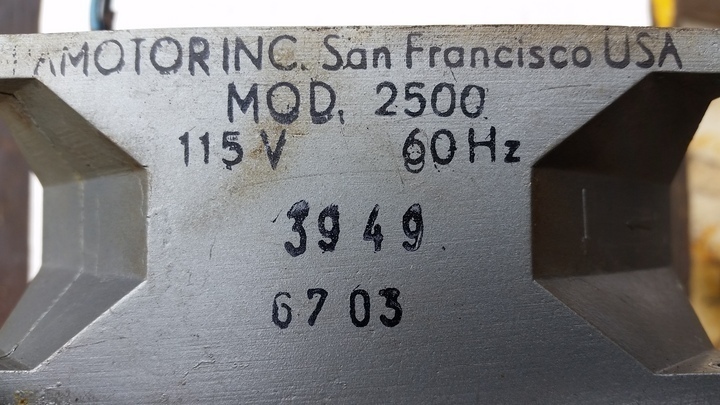 AMOTOR INC. San Francisco USA
MOD. 2500
115 V 60 Hz
3949
6703